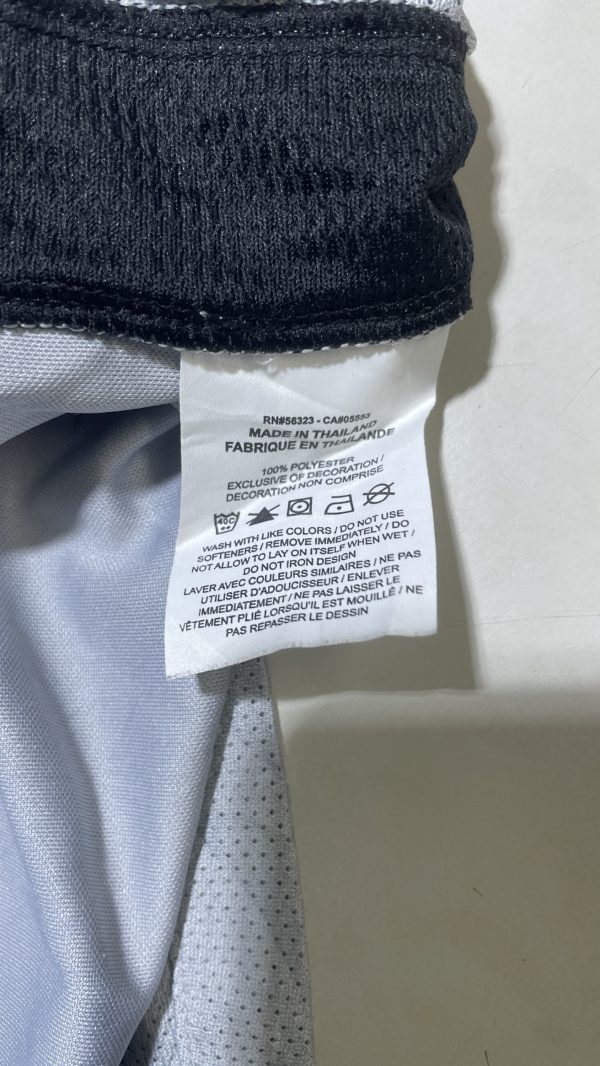 RN#56323 - CA#05553
MADE IN THAILAND
FABRIQUE EN THAILANDE
100% POLYESTER
EXCLUSIVE OF DECORATION /
DECORATION NON COMPRISE
40C
WASH WITH LIKE COLORS / DO NOT USE
SOFTENERS / REMOVE IMMEDIATELY / DO
NOT ALLOW TO LAY ON ITSELF WHEN WET /
DO NOT IRON DESIGN
LAVER AVEC COULEURS SIMILAIRES / NE PAS
UTILISER D'ADOUCISSEUR / ENLEVER
IMMEDIATEMENT / NE PAS LAISSER LE
VÊTEMENT PLIÉ LORSQU'IL EST MOUILLÉ / NE
PAS REPASSER LE DESSIN